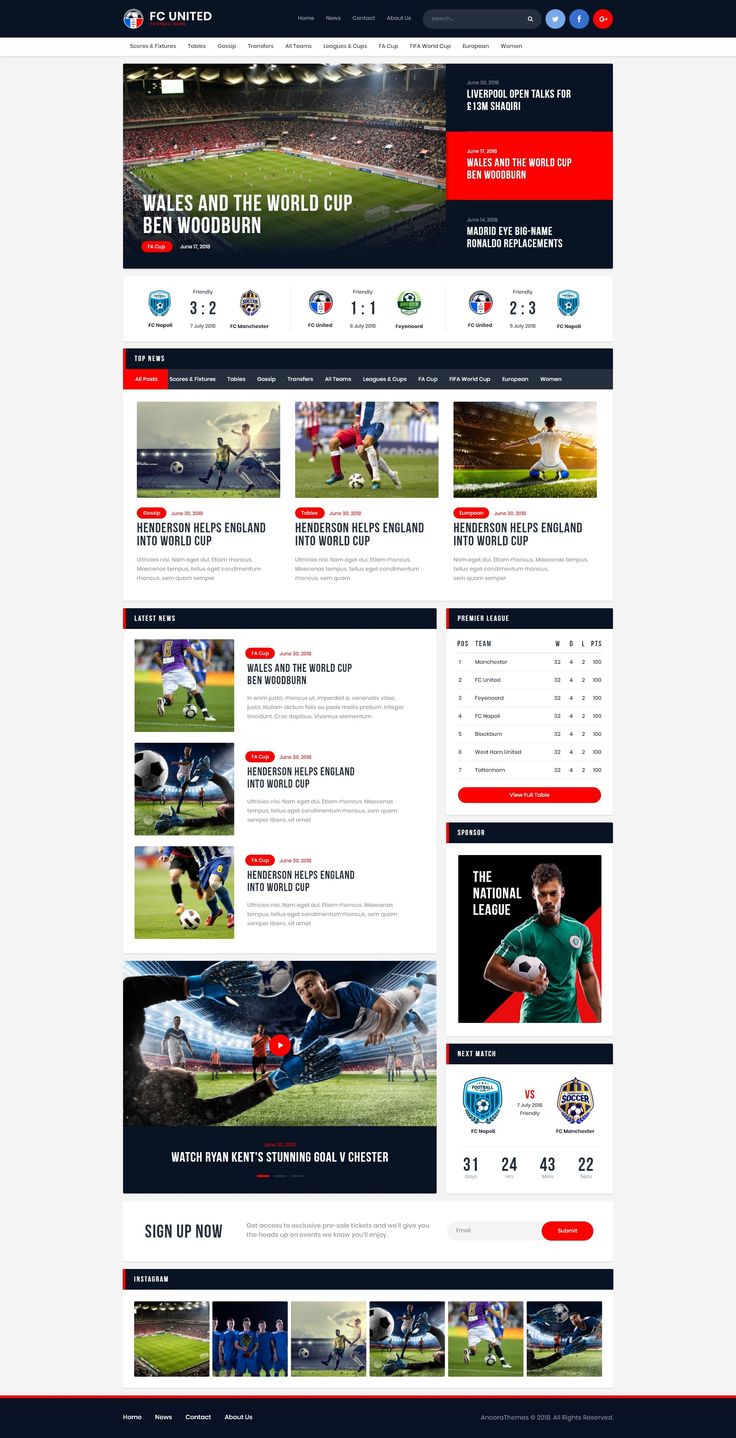 FC UNITED
FOOTBALL NEWS
Home News Contact About Us
search...
Scores & Fixtures Tables Gossip Transfers All Teams Leagues & Cups FA Cup FIFA World Cup European Women
WALES AND THE WORLD CUP
BEN WOODBURN
FA Cup June 17, 2018
June 30, 2018
LIVERPOOL OPEN TALKS FOR
£13M SHAQIRI
June 17, 2018
WALES AND THE WORLD CUP
BEN WOODBURN
June 14, 2018
MADRID EYE BIG-NAME
RONALDO REPLACEMENTS
Friendly
3 : 2
FC Napoli 7 July 2018 FC Manchester
Friendly
1 : 1
FC United 6 July 2018 Feyenoord
Friendly
2 : 3
FC United 5 July 2018 FC Napoli
TOP NEWS
All Posts Scores & Fixtures Tables Gossip Transfers All Teams Leagues & Cups FA Cup FIFA World Cup European Women
Gossip June 30, 2018
HENDERSON HELPS ENGLAND
INTO WORLD CUP
Ultricies nisi. Nam eget dui. Etiam rhoncus.
Maecenas tempus, tellus eget condimentum
rhoncus, sem quam semper
Tables June 30, 2018
HENDERSON HELPS ENGLAND
INTO WORLD CUP
Ultricies nisi. Nam eget dui. Etiam rhoncus.
Maecenas tempus, tellus eget condimentum
rhoncus, sem quam
European June 30, 2018
HENDERSON HELPS ENGLAND
INTO WORLD CUP
Nam eget dui. Etiam rhoncus. Maecenas tempus,
tellus eget condimentum rhoncus,
sem quam semper
LATEST NEWS
FA Cup June 30, 2018
WALES AND THE WORLD CUP
BEN WOODBURN
In enim justo, rhoncus ut, imperdiet a, venenatis vitae,
justo. Nullam dictum felis eu pede mollis pretium. Integer
tincidunt. Cras dapibus, Vivamus elementum
FA Cup June 30, 2018
HENDERSON HELPS ENGLAND
INTO WORLD CUP
Ultricies nisi. Nam eget dui. Etiam rhoncus. Maecenas
tempus, tellus eget condimentum rhoncus, sem quam
semper libero, sit amet
FA Cup June 30, 2018
HENDERSON HELPS ENGLAND
INTO WORLD CUP
Ultricies nisi. Nam eget dui. Etiam rhoncus. Maecenas
tempus, tellus eget condimentum rhoncus, sem quam
semper libero, sit amet
June 30, 2018
WATCH RYAN KENT'S STUNNING GOAL V CHESTER
PREMIER LEAGUE
POS TEAM W D L PTS
1 Manchester 32 4 2 100
2 FC United 32 4 2 100
3 Feyenoord 32 4 2 100
4 FC Napoli 32 4 2 100
5 Blackburn 32 4 2 100
6 West Ham United 32 4 2 100
7 Tottenham 32 4 2 100
View Full Table
SPONSOR
THE
NATIONAL
LEAGUE
NEXT MATCH
FOOTBALL
SOCCER
VS
7 July 2018
Friendly
FC Napoli FC Manchester
31 24 43 22
Days Hrs Mins Secs
SIGN UP NOW
Get access to exclusive pre-sale tickets and we'll give you
the heads up on events we know you'll enjoy.
Email
Submit
INSTAGRAM
Home News Contact About Us
AncoraThemes © 2018. All Rights Reserved.